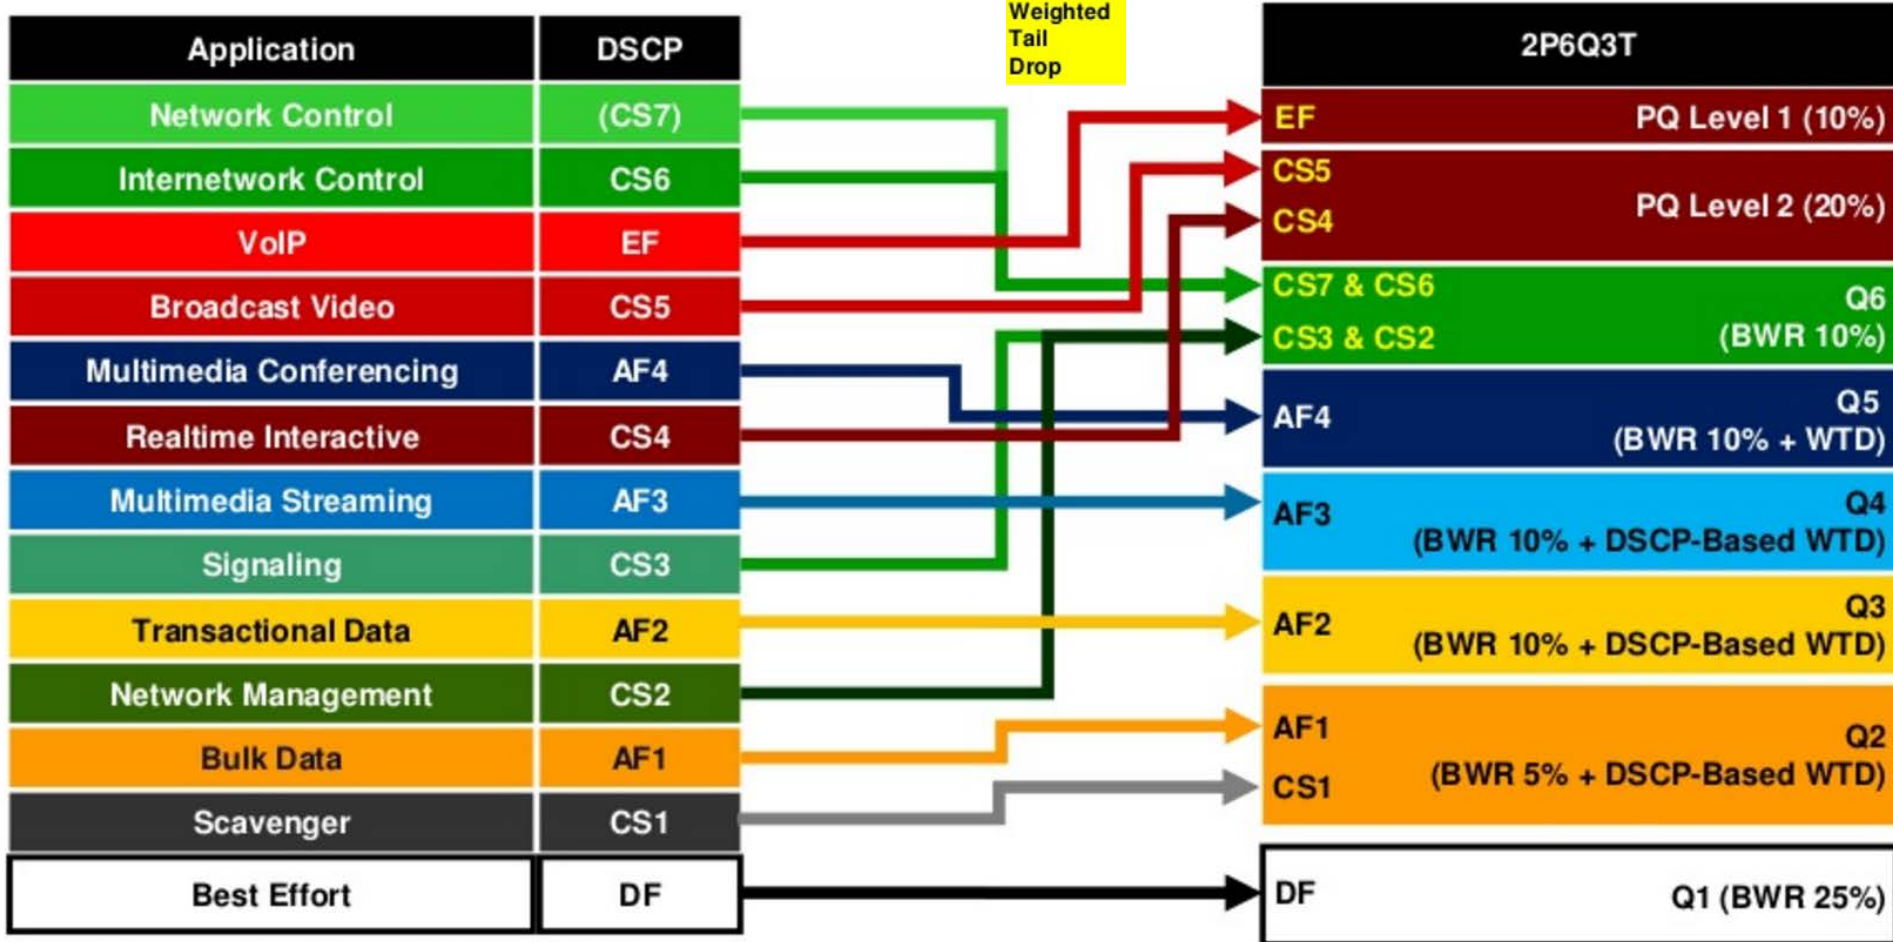 Weighted
Tail
Drop
Application DSCP
Network Control (CS7)
Internetwork Control CS6
VoIP EF
Broadcast Video CS5
Multimedia Conferencing AF4
Realtime Interactive CS4
Multimedia Streaming AF3
Signaling CS3
Transactional Data AF2
Network Management CS2
Bulk Data AF1
Scavenger CS1
Best Effort DF
2P6Q3T
EF PQ Level 1 (10%)
CS5
CS4 PQ Level 2 (20%)
CS7 & CS6 Q6
CS3 & CS2 (BWR 10%)
AF4 Q5
(BWR 10% + WTD)
AF3 Q4
(BWR 10% + DSCP-Based WTD)
AF2 Q3
(BWR 10% + DSCP-Based WTD)
AF1 Q2
(BWR 5% + DSCP-Based WTD)
CS1
DF Q1 (BWR 25%)